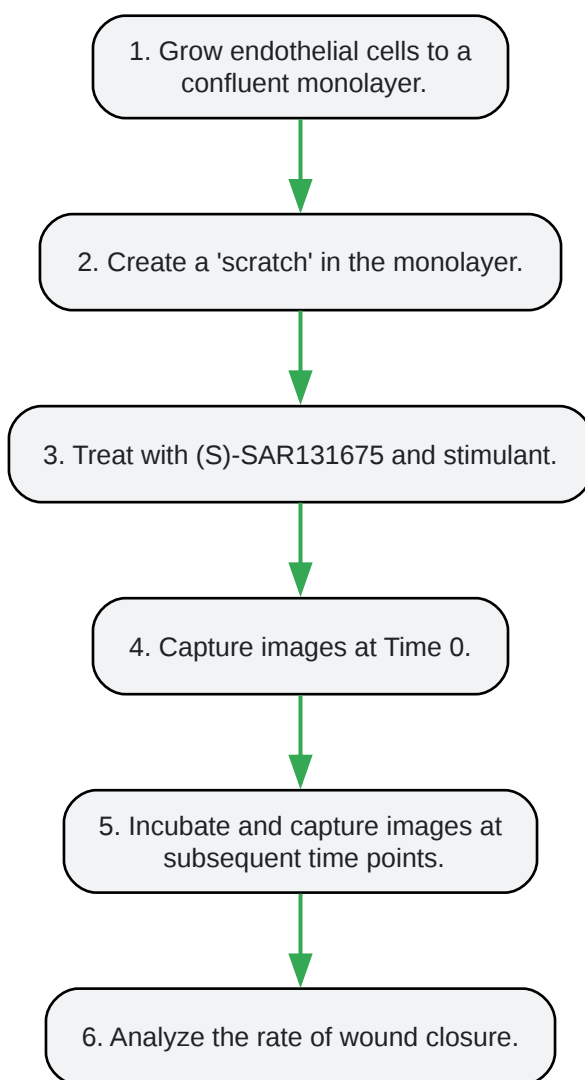 1. Grow endothelial cells to a
confluent monolayer.
2. Create a 'scratch' in the monolayer.
3. Treat with (S)-SAR131675 and stimulant.
4. Capture images at Time 0.
5. Incubate and capture images at
subsequent time points.
6. Analyze the rate of wound closure.